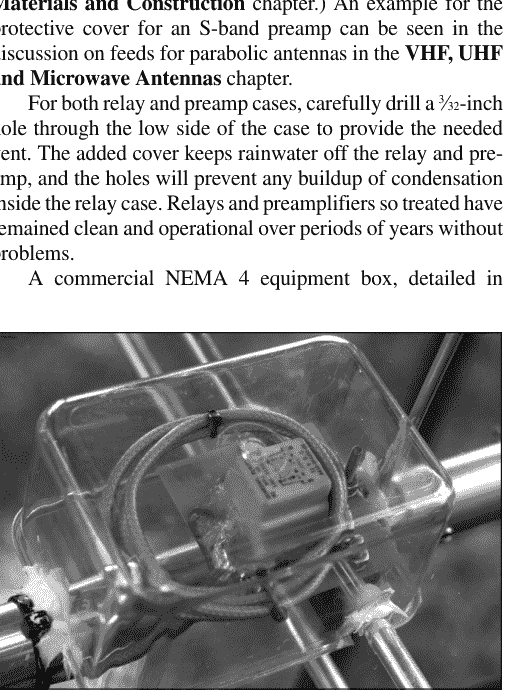 Materials and Construction chapter.) An example for the
protective cover for an S-band preamp can be seen in the
discussion on feeds for parabolic antennas in the VHF, UHF
and Microwave Antennas chapter.
For both relay and preamp cases, carefully drill a 3/32-inch
hole through the low side of the case to provide the needed
vent. The added cover keeps rainwater off the relay and pre-
amp, and the holes will prevent any buildup of condensation
inside the relay case. Relays and preamplifiers so treated have
remained clean and operational over periods of years without
problems.
A commercial NEMA 4 equipment box, detailed in